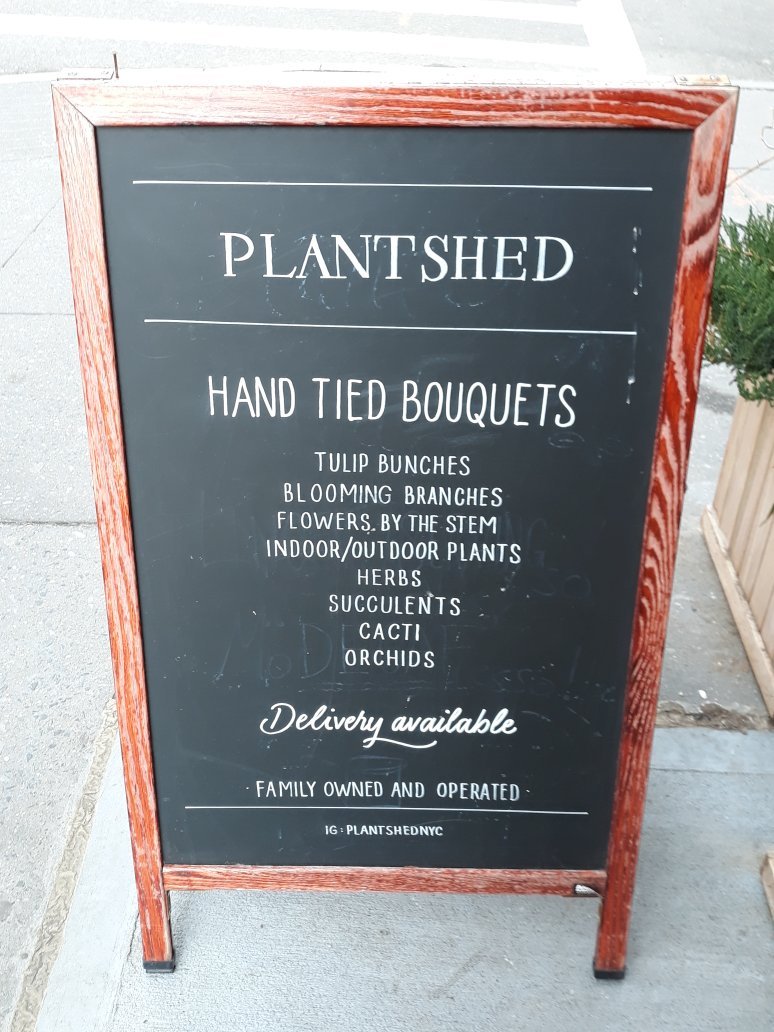 PLANTSHED
HAND TIED BOUQUETS
TULIP BUNCHES
BLOOMING BRANCHES
FLOWERS. BY THE STEM
INDOOR/OUTDOOR PLANTS
HERBS
SUCCULENTS
CACTI
ORCHIDS
Delivery available
· FAMILY OWNED AND OPERATED ·
IG: PLANTSHEDNYC